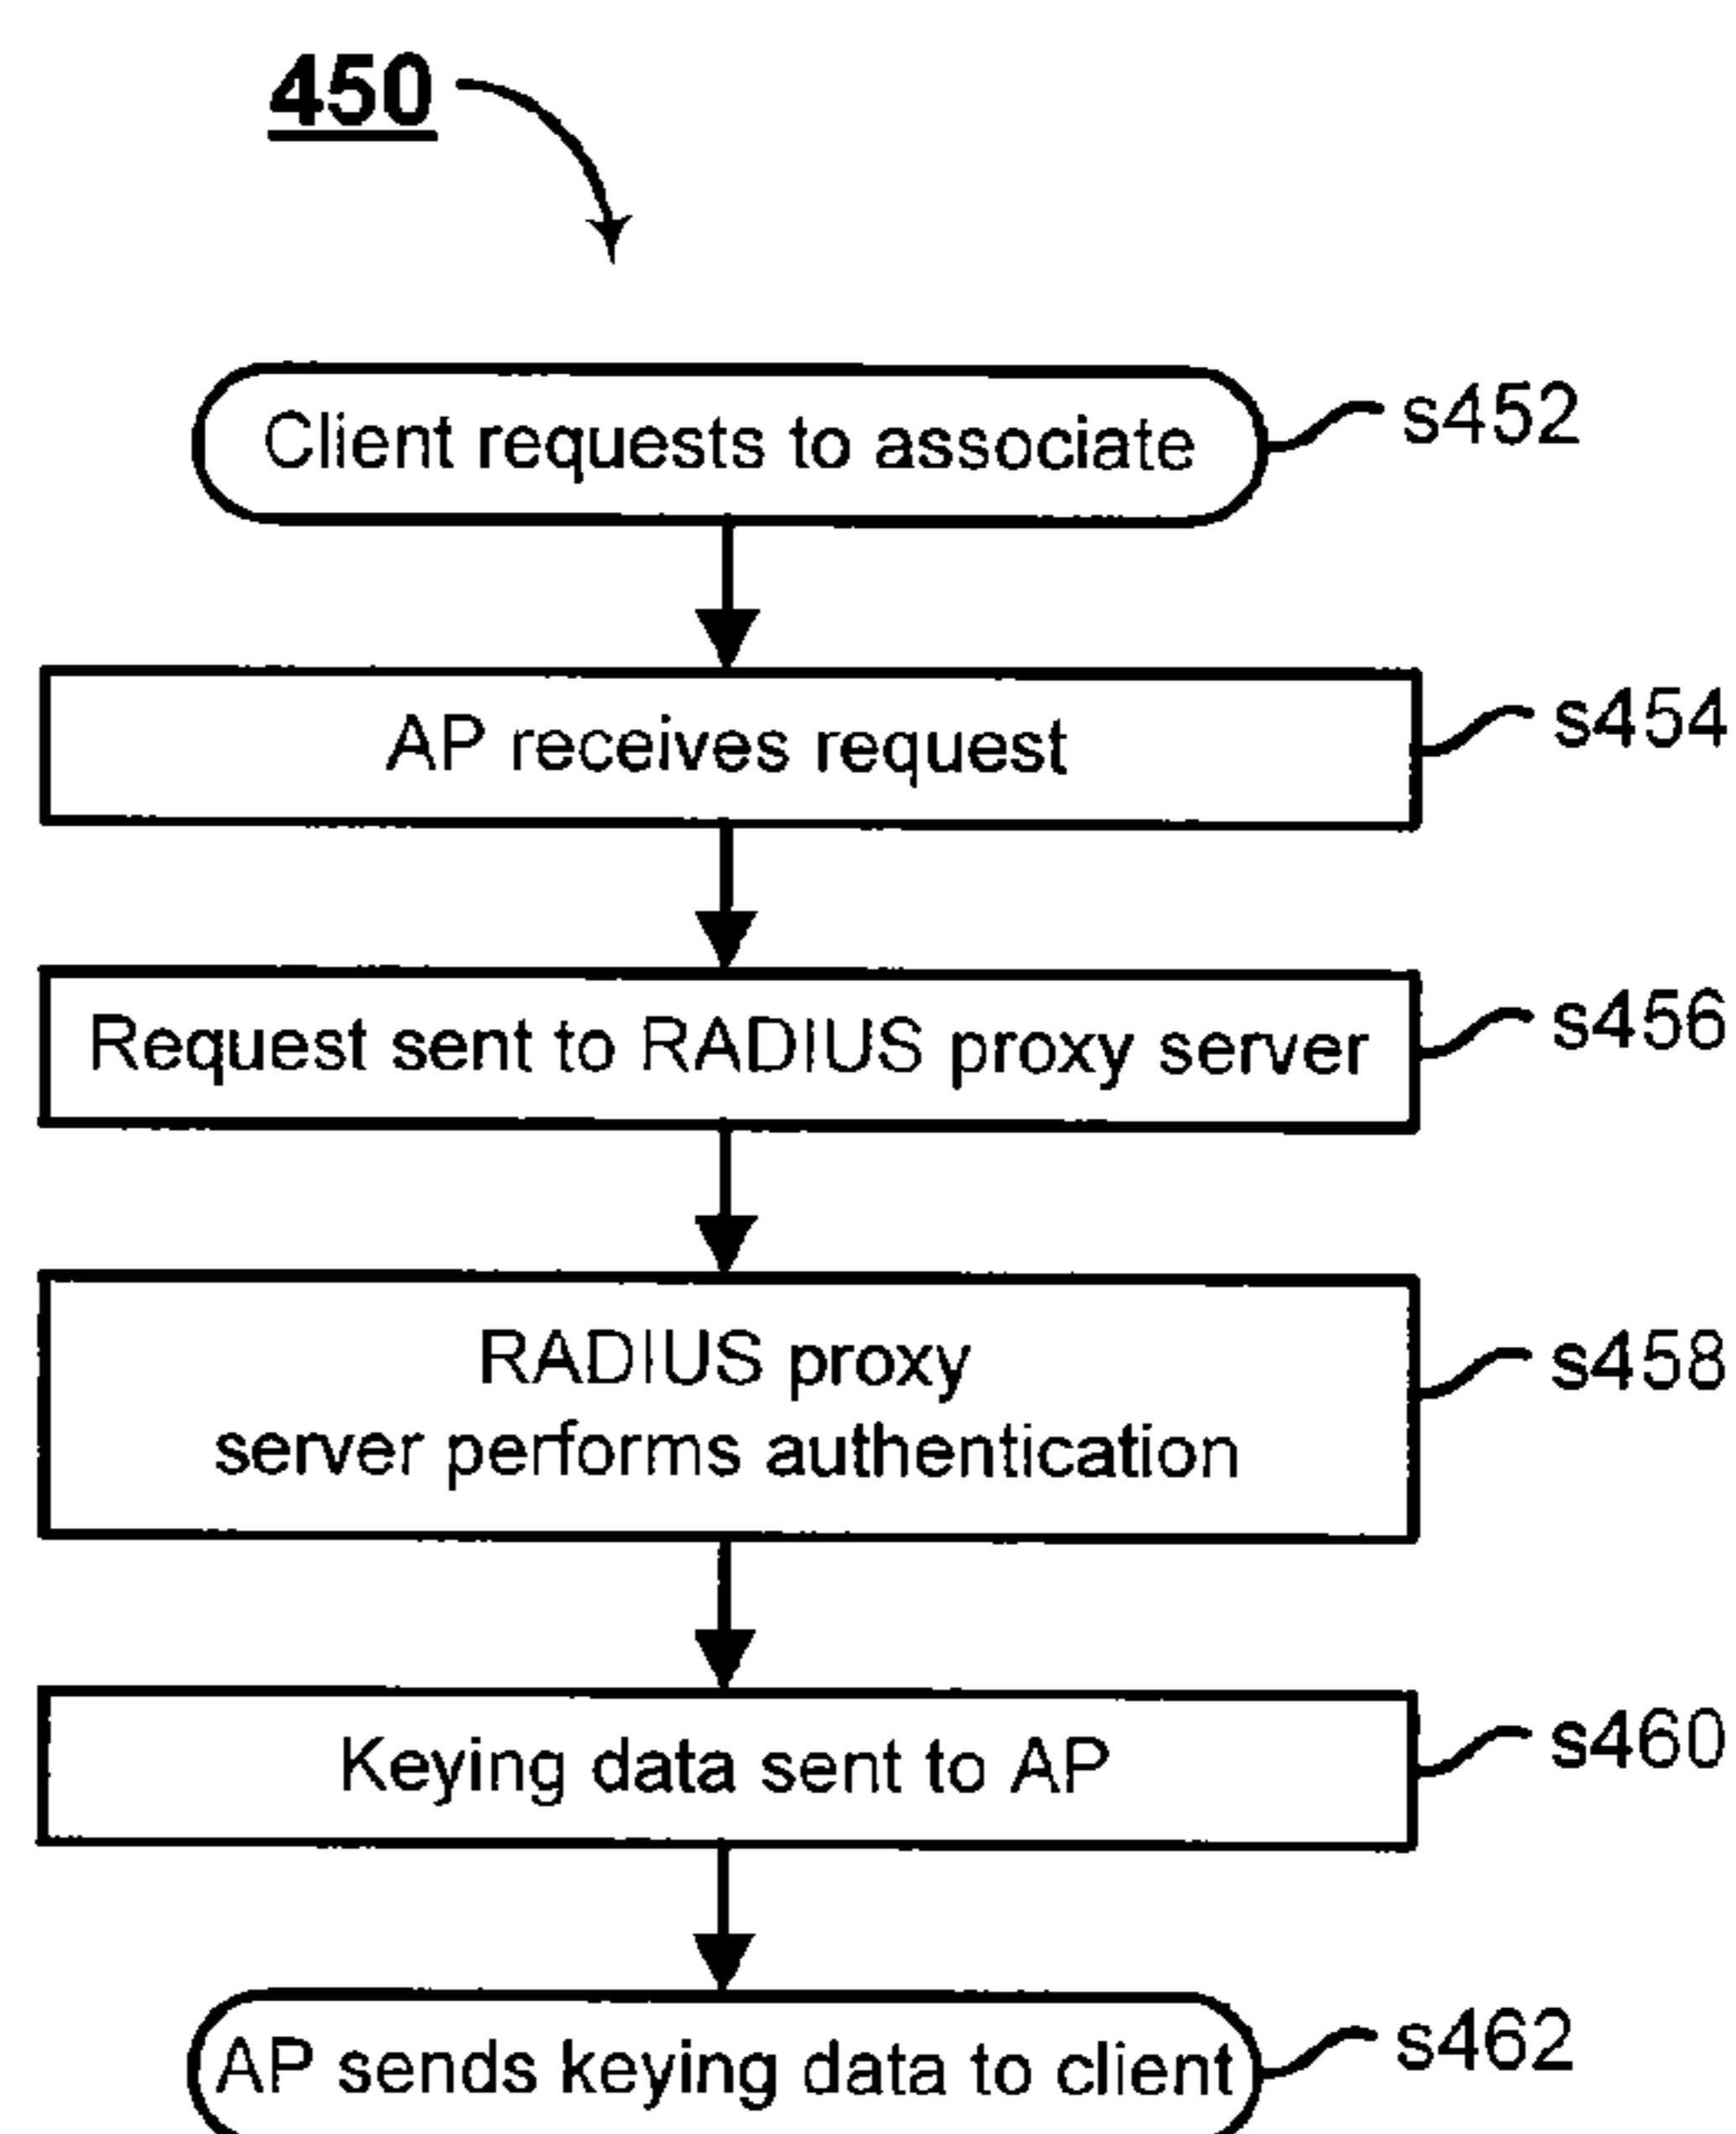 450
Client requests to associate
s452
AP receives request
s454
Request sent to RADIUS proxy server
s456
RADIUS proxy
server performs authentication
s458
Keying data sent to AP
s460
AP sends keying data to client
s462